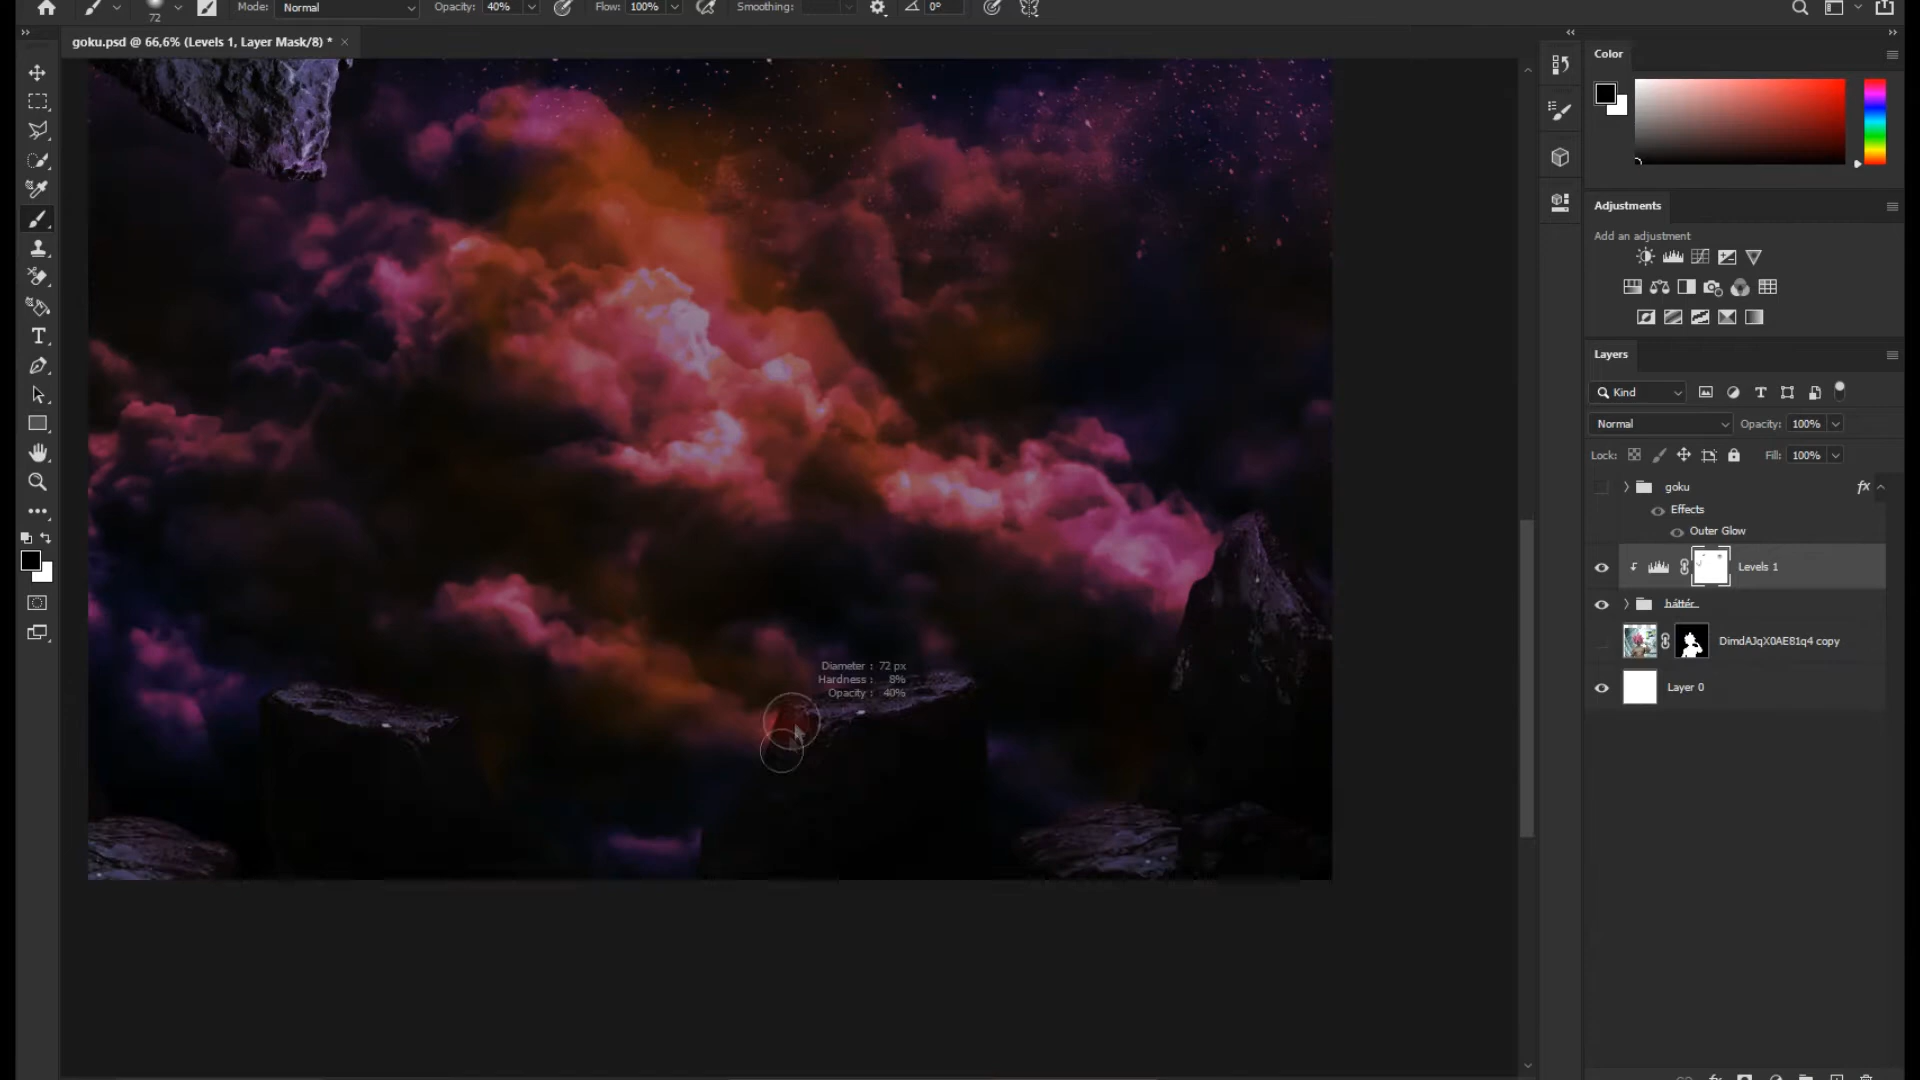 72
Mode: Normal
Opacity: 40%
Flow: 100%
Smoothing:
0°
goku.psd @ 66,6% (Levels 1, Layer Mask/8) *
Color
Adjustments
Add an adjustment
Layers
Kind
Normal
Opacity: 100%
Lock:
Fill: 100%
goku
fx
Effects
Outer Glow
Levels 1
háttér
DimdAJqX0AE81q4 copy
Layer 0
Diameter : 72 px
Hardness : 8%
Opacity : 40%